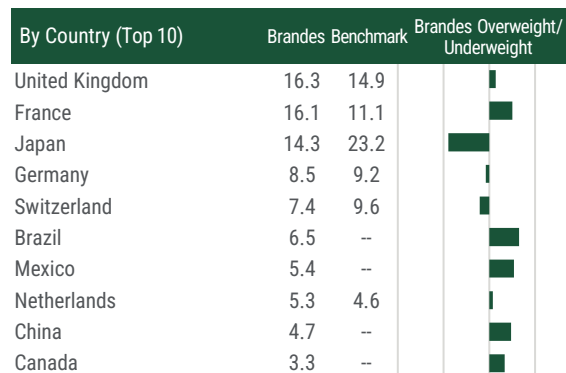 By Country (Top 10) Brandes Benchmark Brandes Overweight/
Underweight
United Kingdom 16.3 14.9
France 16.1 11.1
Japan 14.3 23.2
Germany 8.5 9.2
Switzerland 7.4 9.6
Brazil 6.5 --
Mexico 5.4 --
Netherlands 5.3 4.6
China 4.7 --
Canada 3.3 --